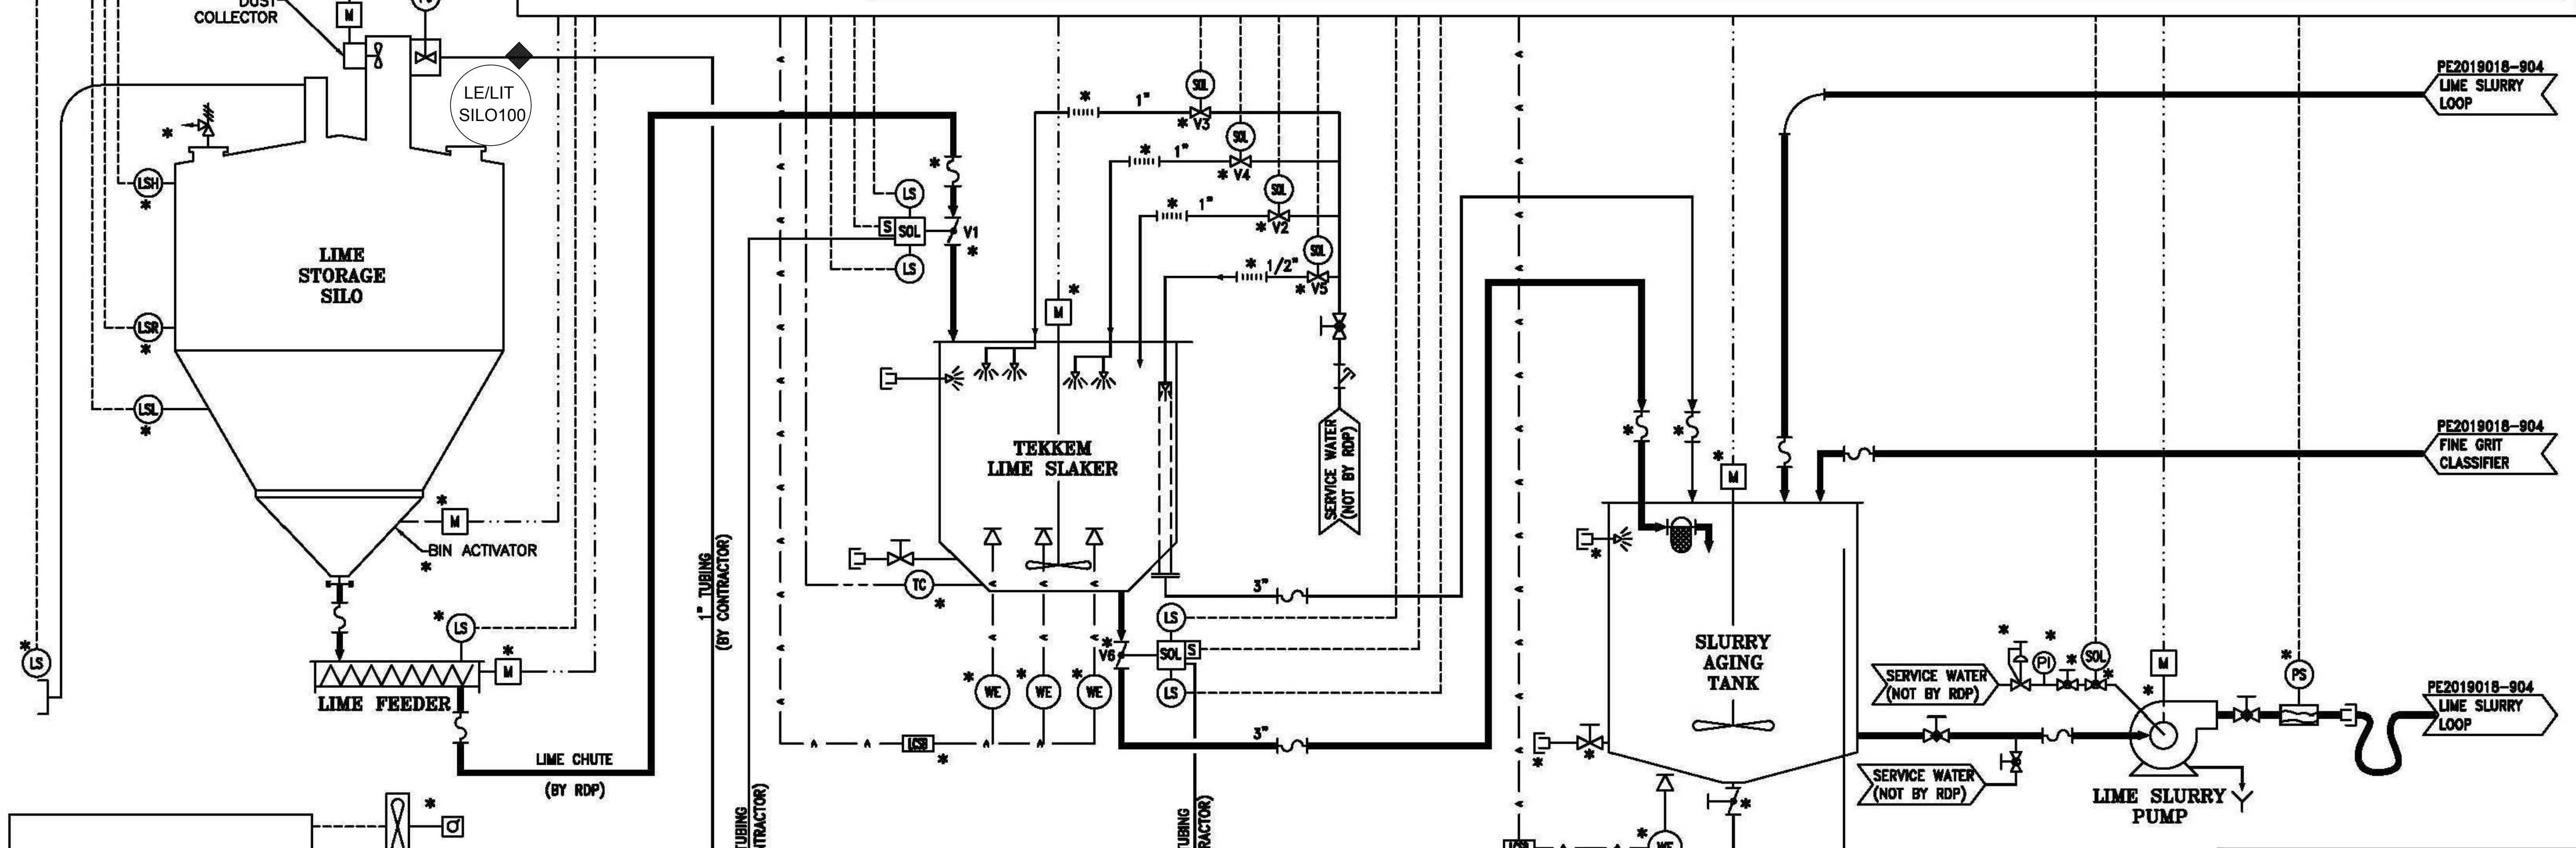 DUST
COLLECTOR
M
LE/LIT
SILO100
*
LSH
*
LSR
*
LSL
*
LIME
STORAGE
SILO
*
M
BIN ACTIVATOR
*
*
LS
*
LS
*
M
LIME FEEDER
LIME CHUTE
(BY RDP)
*
1" TUBING
(BY CONTRACTOR)
TUBING
NTRACTOR)
*
LS
S
SOL
V1
*
LS
*
1"
SOL
* V3
*
1"
SOL
* V4
*
1"
SOL
* V2
* 1/2"
SOL
* V5
M
*
TEKKEM
LIME SLAKER
SERVICE WATER
(NOT BY RDP)
TC
*
3"
LS
*
V6
SOL
S
LS
*
WE
*
WE
*
WE
LCSB
*
3"
TUBING
RACTOR)
*
*
*
M
*
SLURRY
AGING
TANK
*
*
*
*
WE
LCSB
PE2019018-904
LIME SLURRY
LOOP
PE2019018-904
FINE GRIT
CLASSIFIER
SERVICE WATER
(NOT BY RDP)
*
*
PI
*
SOL
*
M
*
*
PS
SERVICE WATER
(NOT BY RDP)
LIME SLURRY
PUMP
PE2019018-904
LIME SLURRY
LOOP